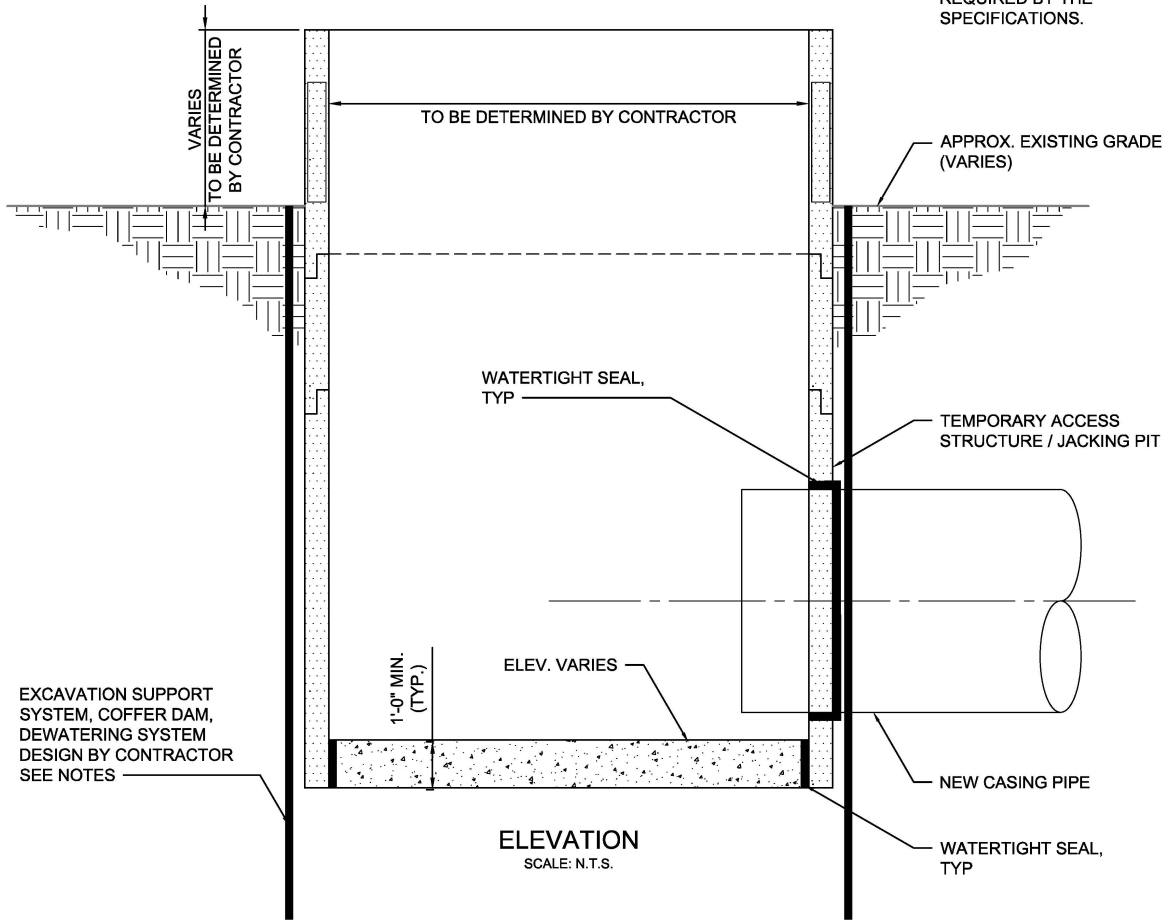 REQUIRED BY THE
SPECIFICATIONS.
VARIES
TO BE DETERMINED
BY CONTRACTOR
TO BE DETERMINED BY CONTRACTOR
APPROX. EXISTING GRADE
(VARIES)
WATERTIGHT SEAL,
TYP
TEMPORARY ACCESS
STRUCTURE / JACKING PIT
1'-0" MIN.
(TYP.)
ELEV. VARIES
EXCAVATION SUPPORT
SYSTEM, COFFER DAM,
DEWATERING SYSTEM
DESIGN BY CONTRACTOR
SEE NOTES
NEW CASING PIPE
ELEVATION
SCALE: N.T.S.
WATERTIGHT SEAL,
TYP